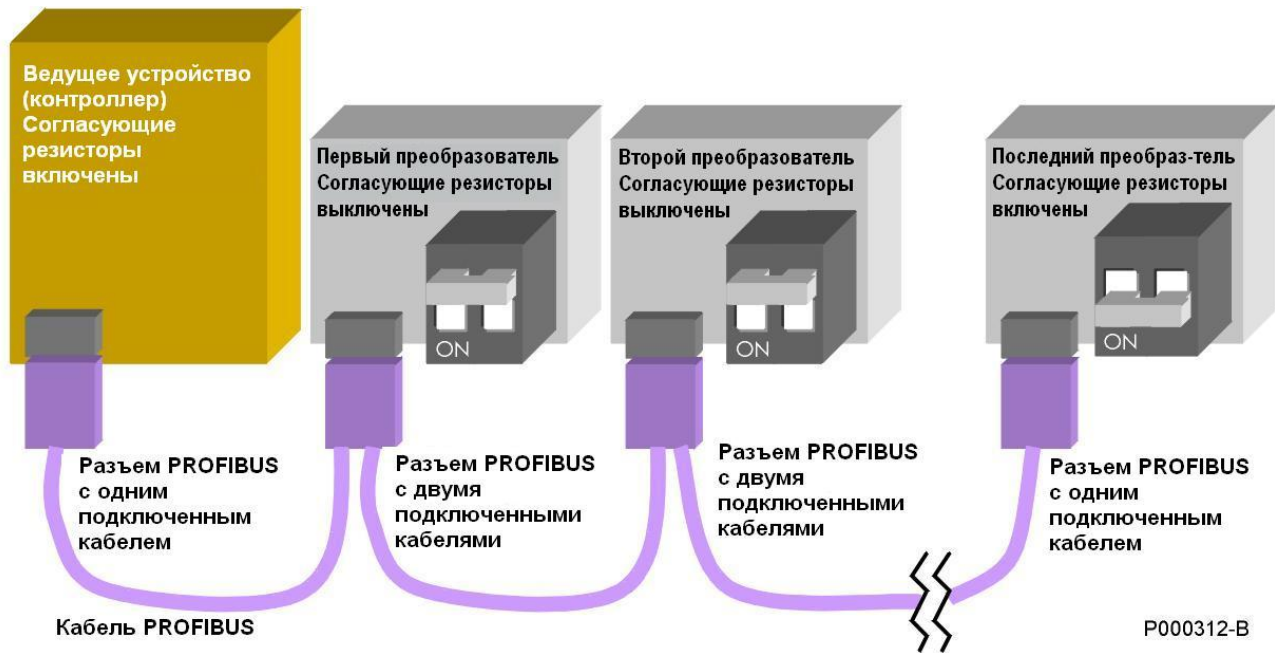 Ведущее устройство
(контроллер)
Согласующие
резисторы
включены
Первый преобразователь
Согласующие резисторы
выключены
ON
Второй преобразователь
Согласующие резисторы
выключены
ON
Последний преобраз-тель
Согласующие резисторы
включены
ON
Разъем PROFIBUS
с одним
подключенным
кабелем
Разъем PROFIBUS
с двумя
подключенными
кабелями
Разъем PROFIBUS
с двумя
подключенными
кабелями
Разъем PROFIBUS
с одним
подключенным
кабелем
Кабель PROFIBUS
P000312-B